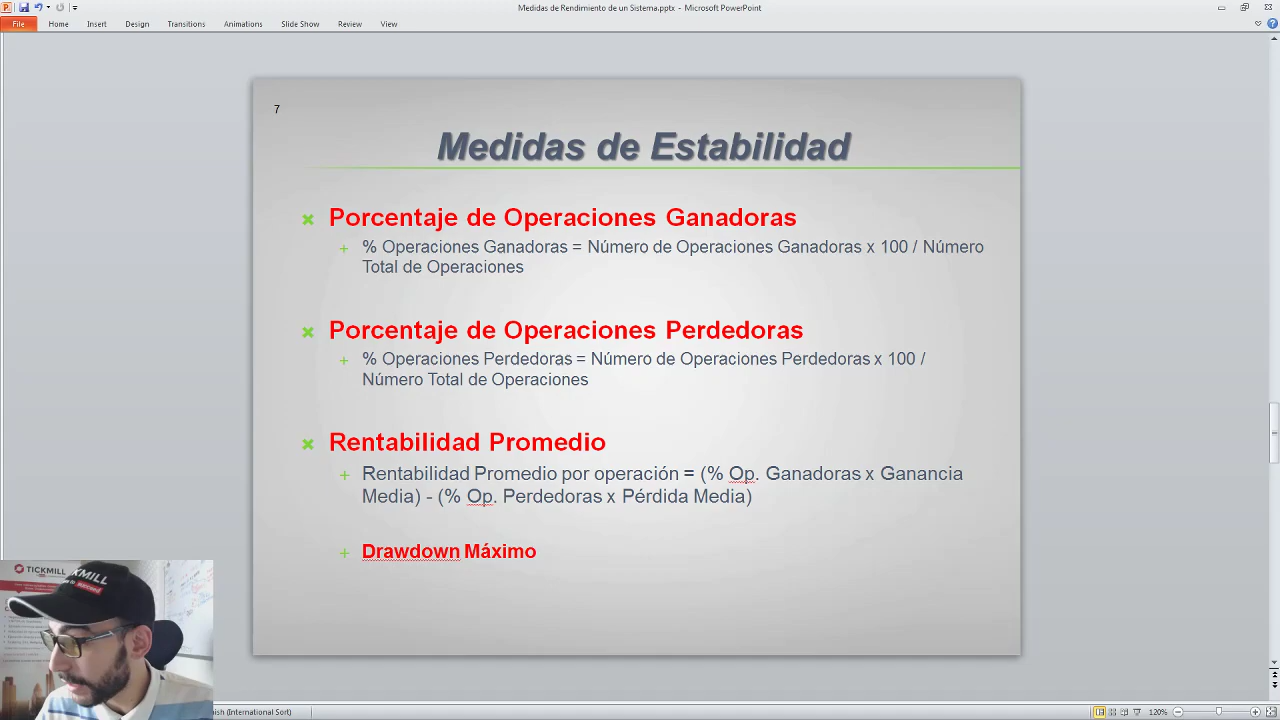 Medidas de Rendimiento de un Sistema.pptx - Microsoft PowerPoint
File Home Insert Design Transitions Animations Slide Show Review View
7
Medidas de Estabilidad
Porcentaje de Operaciones Ganadoras
% Operaciones Ganadoras = Número de Operaciones Ganadoras x 100 / Número
Total de Operaciones
Porcentaje de Operaciones Perdedoras
% Operaciones Perdedoras = Número de Operaciones Perdedoras x 100 /
Número Total de Operaciones
Rentabilidad Promedio
Rentabilidad Promedio por operación = (% Op. Ganadoras x Ganancia
Media) - (% Op. Perdedoras x Pérdida Media)
Drawdown Máximo
TICKMILL
(International Sort)
120%